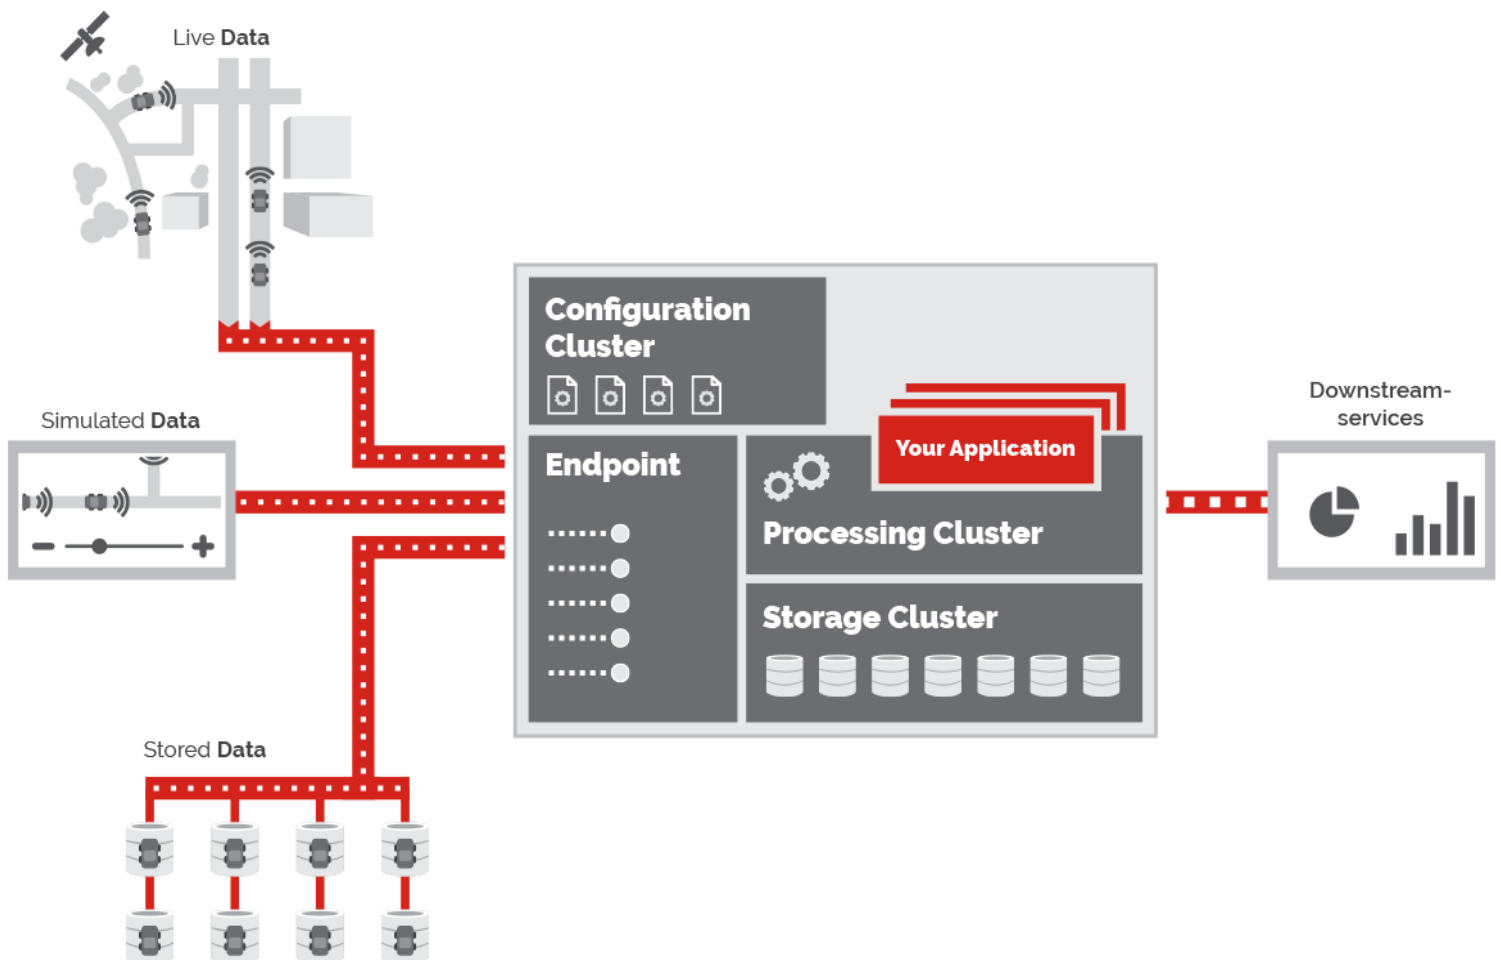 Live Data
Configuration
Cluster
Simulated Data
Your Application
Endpoint
Processing Cluster
Storage Cluster
Downstream-
services
Stored Data